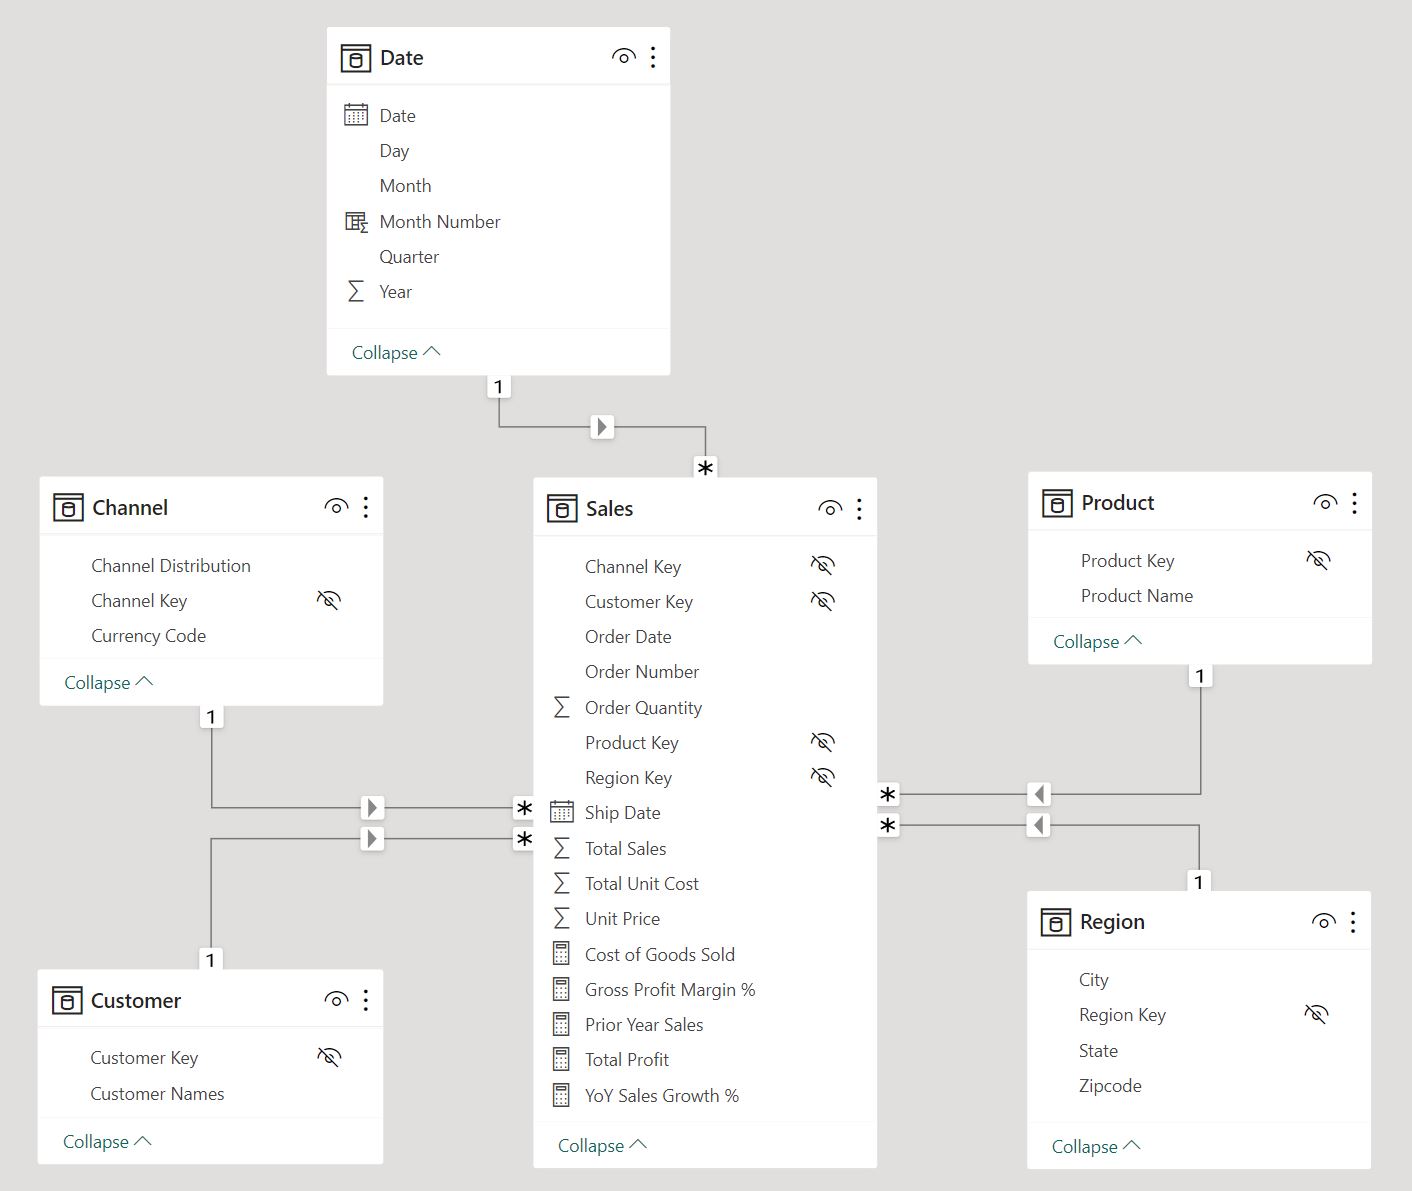 Date
Date
Day
Month
Month Number
Quarter
Year
Collapse
1
*
Channel
Channel Distribution
Channel Key
Currency Code
Collapse
1
*
Customer
Customer Key
Customer Names
Collapse
1
*
Sales
Channel Key
Customer Key
Order Date
Order Number
Order Quantity
Product Key
Region Key
Ship Date
Total Sales
Total Unit Cost
Unit Price
Cost of Goods Sold
Gross Profit Margin %
Prior Year Sales
Total Profit
YoY Sales Growth %
Collapse
Product
Product Key
Product Name
Collapse
1
*
Region
City
Region Key
State
Zipcode
Collapse
1
*